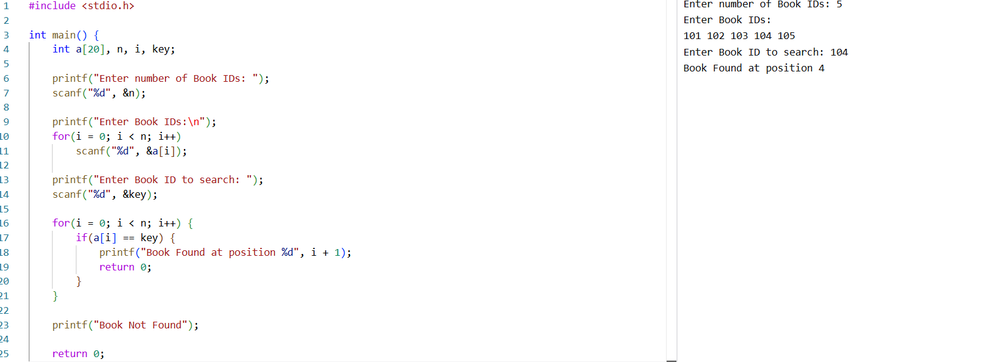 1 #include <stdio.h>
2
3 int main() {
4 int a[20], n, i, key;
5
6 printf("Enter number of Book IDs: ");
7 scanf("%d", &n);
8
9 printf("Enter Book IDs:\n");
10 for(i = 0; i < n; i++)
11 scanf("%d", &a[i]);
12
13 printf("Enter Book ID to search: ");
14 scanf("%d", &key);
15
16 for(i = 0; i < n; i++) {
17 if(a[i] == key) {
18 printf("Book Found at position %d", i + 1);
19 return 0;
20 }
21 }
22
23 printf("Book Not Found");
24
25 return 0;
Enter number of Book IDs: 5
Enter Book IDs:
101 102 103 104 105
Enter Book ID to search: 104
Book Found at position 4